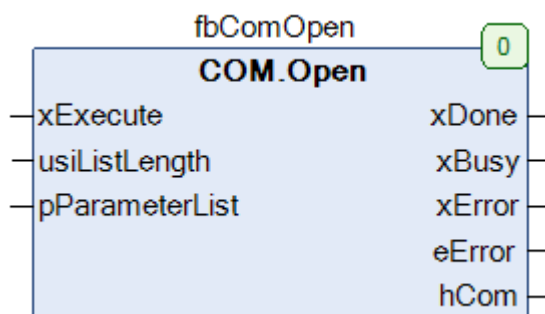 fbComOpen
0
COM.Open
xExecute xDone
usiListLength xBusy
pParameterList xError
eError
hCom